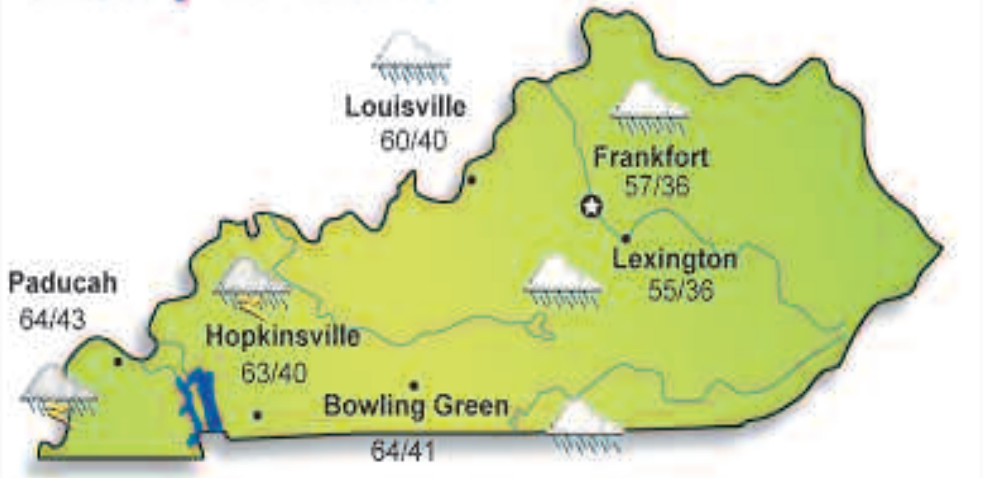 Louisville
60/40
Frankfort
57/36
Lexington
55/36
Paducah
64/43
Hopkinsville
63/40
Bowling Green
64/41